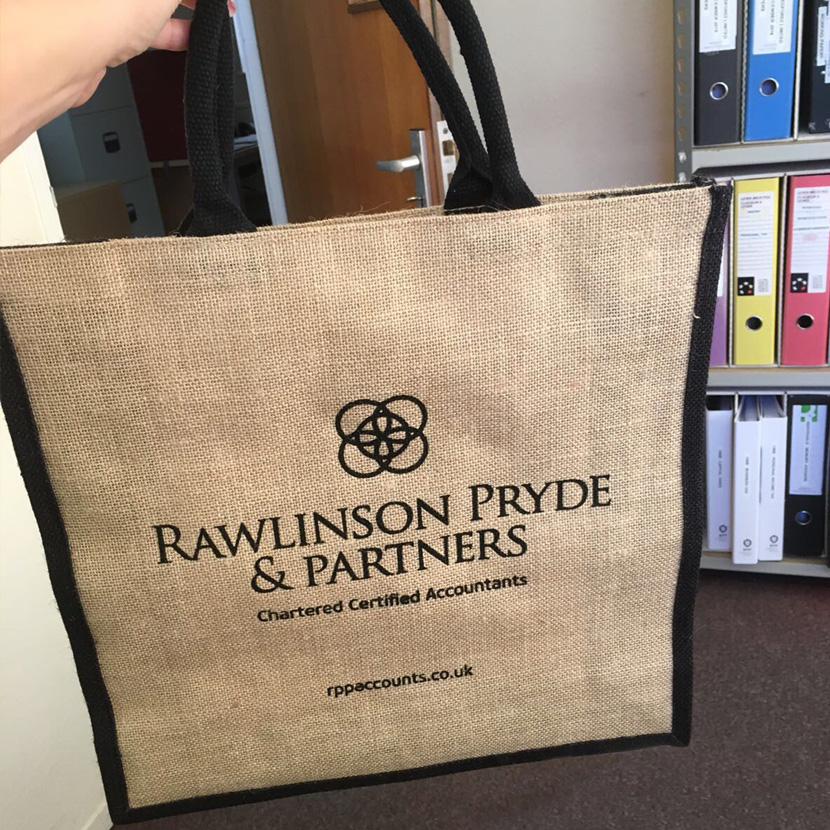 RAWLINSON PRYDE
& PARTNERS
Chartered Certified Accountants
rppaccounts.co.uk